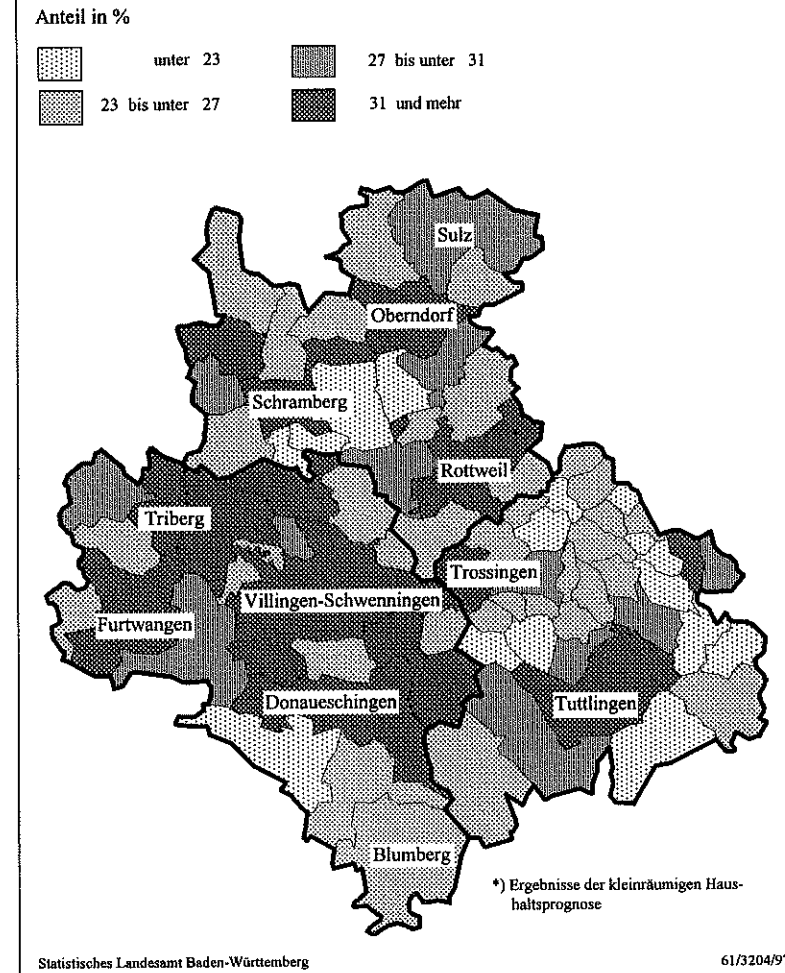 Anteil in %
unter 23
27 bis unter 31
23 bis unter 27
31 und mehr
Sulz
Oberndorf
Schramberg
Rottweil
Triberg
Trossingen
Villingen-Schwenningen
Furtwangen
Donaueschingen
Tuttlingen
Blumberg
*) Ergebnisse der kleinräumigen Haus-
haltsprognose
Statistisches Landesamt Baden-Württemberg
61/3204/97